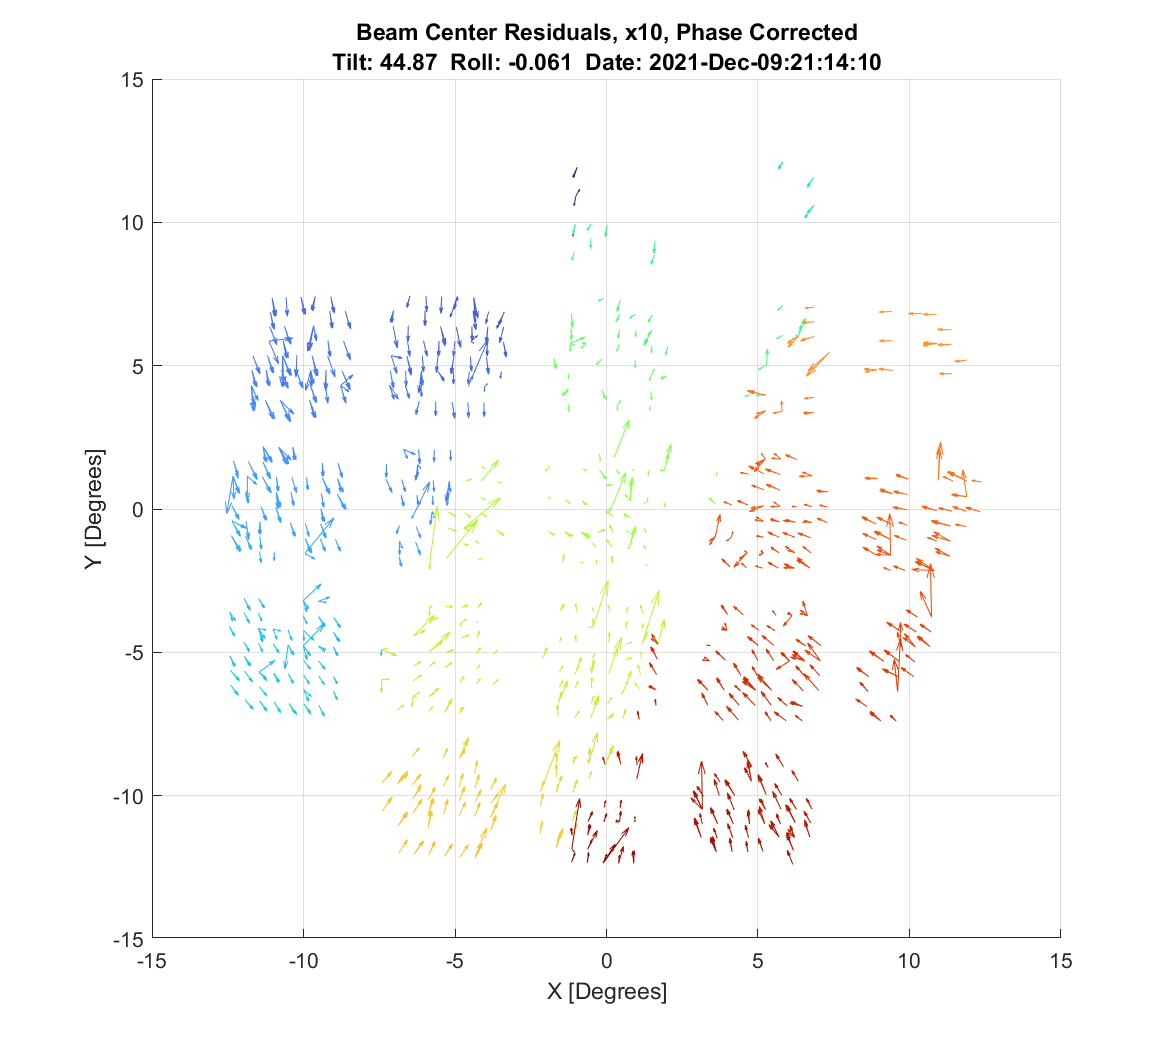 Beam Center Residuals, x10, Phase Corrected
Tilt: 44.87 Roll: -0.061 Date: 2021-Dec-09:21:14:10
15
10
5
0
-5
-10
-15
Y [Degrees]
-15 -10 -5 0 5 10 15
X [Degrees]